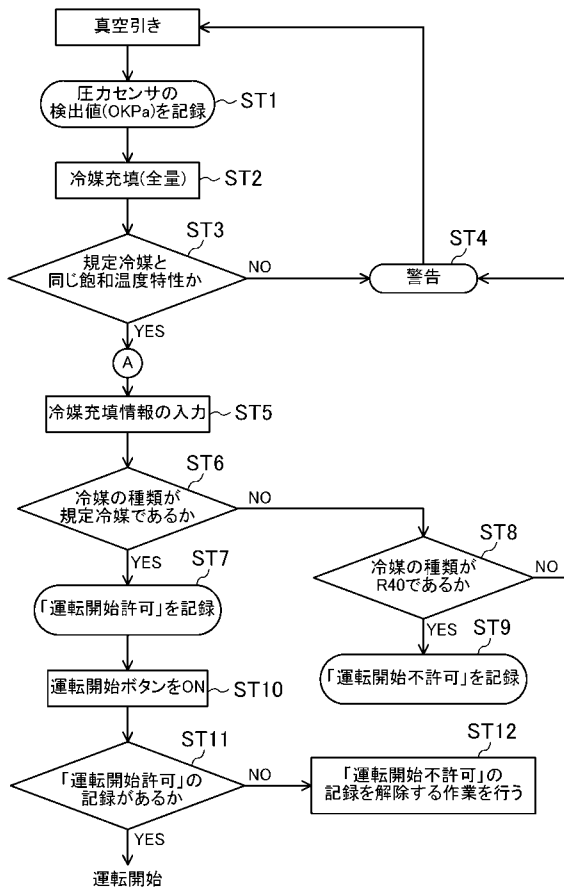 真空引き
圧力センサの
検出値(OKPa)を記録
ST1
冷媒充填(全量)
ST2
ST3
規定冷媒と
同じ飽和温度特性か
NO
YES
ST4
警告
A
冷媒充填情報の入力
ST5
ST6
冷媒の種類が
規定冷媒であるか
NO
YES
ST7
「運転開始許可」を記録
ST8
冷媒の種類が
R40であるか
NO
YES
ST9
「運転開始不許可」を記録
運転開始ボタンをON
ST10
ST11
「運転開始許可」の
記録があるか
NO
YES
ST12
「運転開始不許可」の
記録を解除する作業を行う
運転開始